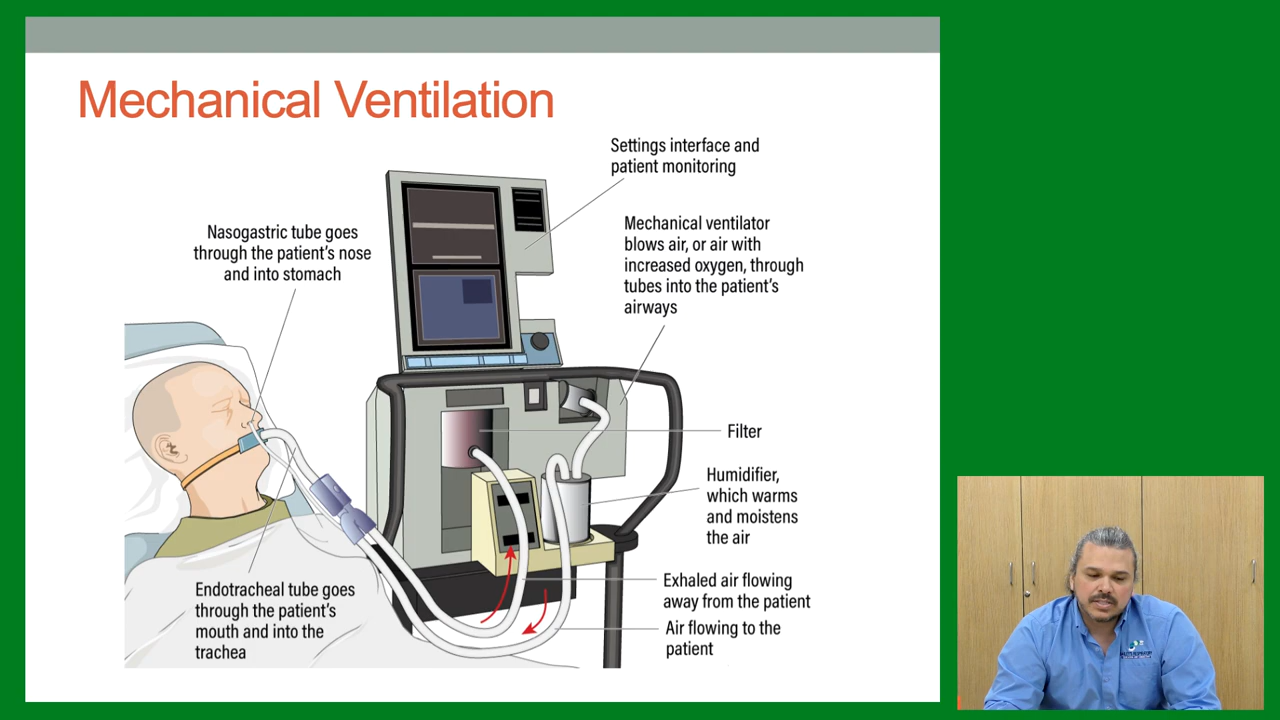 Mechanical Ventilation
Settings interface and
patient monitoring
Nasogastric tube goes
through the patient's nose
and into stomach
Mechanical ventilator
blows air, or air with
increased oxygen, through
tubes into the patient's
airways
Filter
Humidifier,
which warms
and moistens
the air
Endotracheal tube goes
through the patient's
mouth and into the
trachea
Exhaled air flowing
away from the patient
Air flowing to the
patient